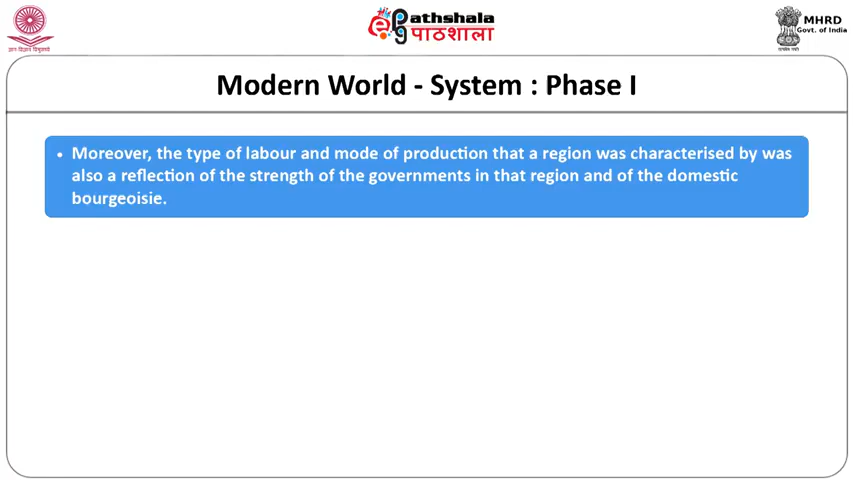 ePathshala
पाठशाला
MHRD
Govt. of India
Modern World - System : Phase I
• Moreover, the type of labour and mode of production that a region was characterised by was
also a reflection of the strength of the governments in that region and of the domestic
bourgeoisie.